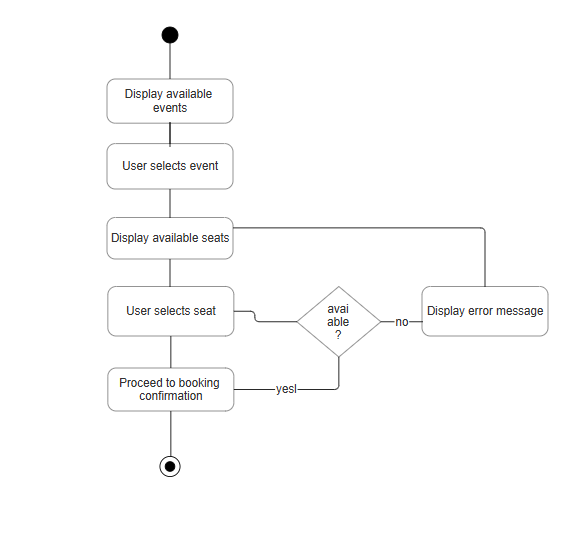 Display available
events
User selects event
Display available seats
User selects seat
avai
able
?
no
Display error message
Proceed to booking
confirmation
yesl